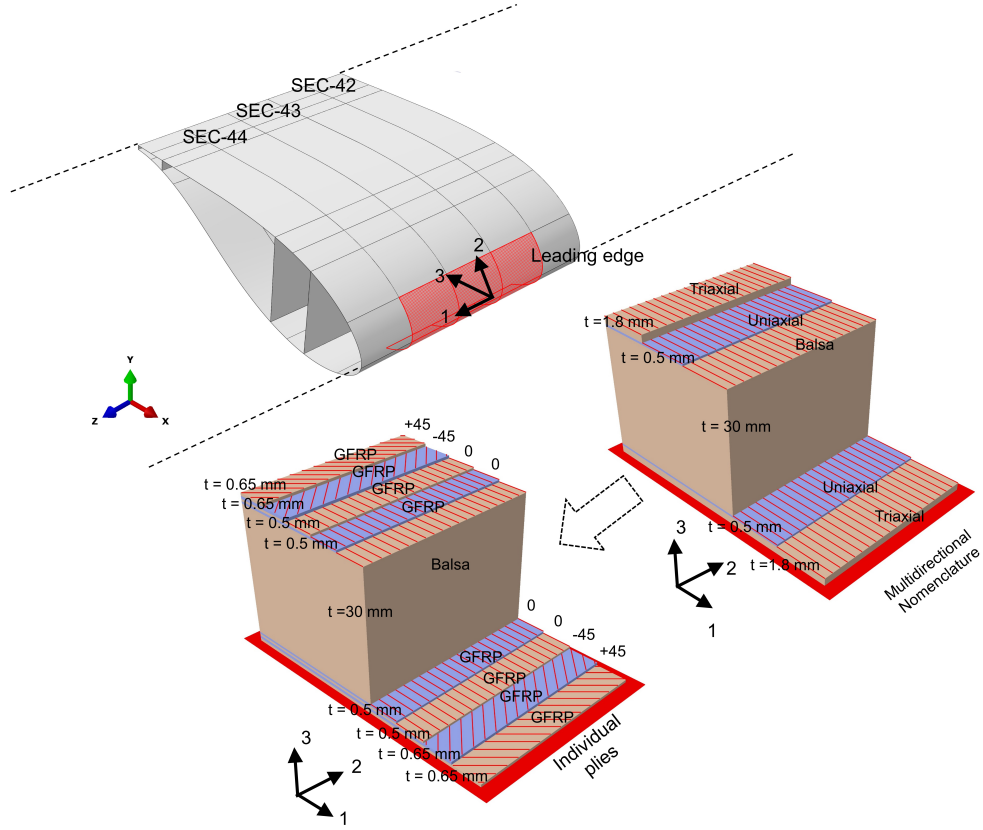 SEC-42
SEC-43
SEC-44
2
Leading edge
3
1
Triaxial
t =1.8 mm
Uniaxial
Balsa
t = 0.5 mm
Y
Z
X
t = 30 mm
+45
-45
0
0
GFRP
GFRP
GFRP
GFRP
t = 0.65 mm
t = 0.65 mm
t = 0.5 mm
t = 0.5 mm
Uniaxial
Triaxial
t = 0.5 mm
t =1.8 mm
3
2
1
Multidirectional
Nomenclature
Balsa
t =30 mm
0
0
-45
+45
GFRP
GFRP
GFRP
GFRP
t = 0.5 mm
t = 0.5 mm
t = 0.65 mm
t = 0.65 mm
Individual
plies
3
2
1